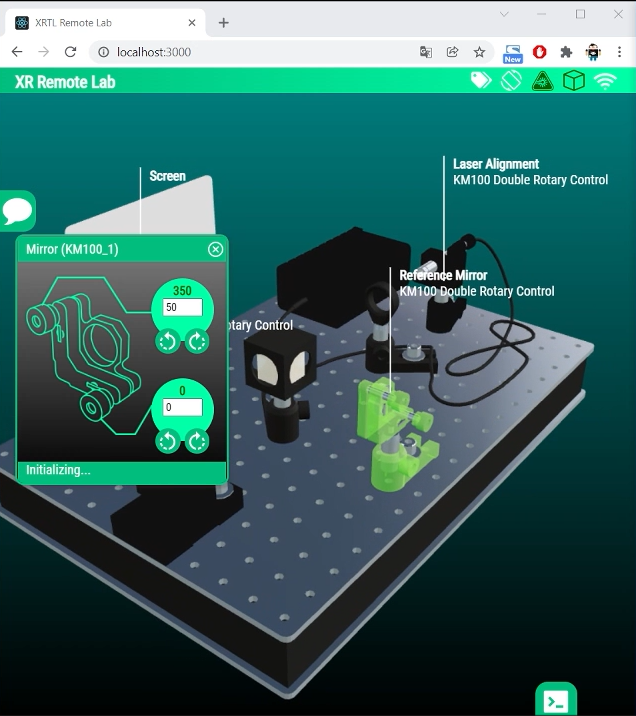 XRTL Remote Lab
localhost:3000
New
XR Remote Lab
Laser Alignment
KM100 Double Rotary Control
Screen
Mirror (KM100_1)
Reference Mirror
KM100 Double Rotary Control
350
50
otary Control
0
0
Initializing...